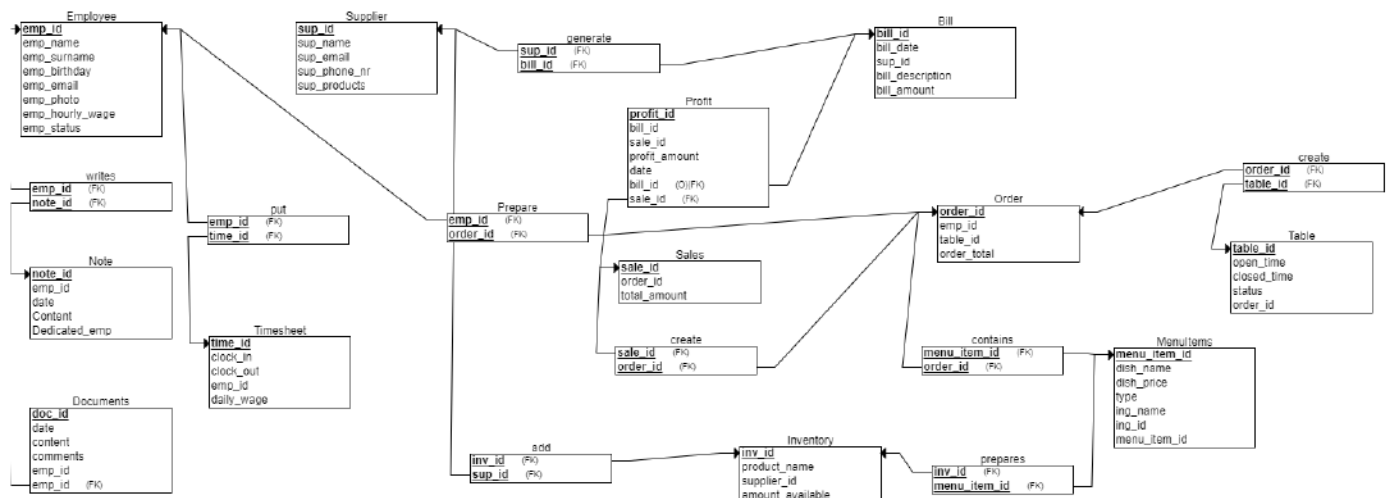 Employee
emp_id
emp_name
emp_surname
emp_birthday
emp_email
emp_photo
emp_hourly_wage
emp_status
Supplier
sup_id
sup_name
sup_email
sup_phone_nr
sup_products
generate
sup_id (FK)
bill_id (FK)
Bill
bill_id
bill_date
sup_id
bill_description
bill_amount
Profit
profit_id
bill_id
sale_id
profit_amount
date
bill_id (O)(FK)
sale_id (FK)
create
order_id (FK)
table_id (FK)
writes
emp_id (FK)
note_id (FK)
put
emp_id (FK)
time_id (FK)
Prepare
emp_id (FK)
order_id (FK)
Order
order_id
emp_id
table_id
order_total
Table
table_id
open_time
closed_time
status
order_id
Note
note_id
emp_id
date
Content
Dedicated_emp
Sales
sale_id
order_id
total_amount
Timesheet
time_id
clock_in
clock_out
emp_id
daily_wage
create
sale_id (FK)
order_id (FK)
contains
menu_item_id (FK)
order_id (FK)
MenuItems
menu_item_id
dish_name
dish_price
type
ing_name
ing_id
menu_item_id
Documents
doc_id
date
content
comments
emp_id
emp_id (FK)
add
inv_id (FK)
sup_id (FK)
Inventory
inv_id
product_name
supplier_id
amount_available
prepares
inv_id (FK)
menu_item_id (FK)